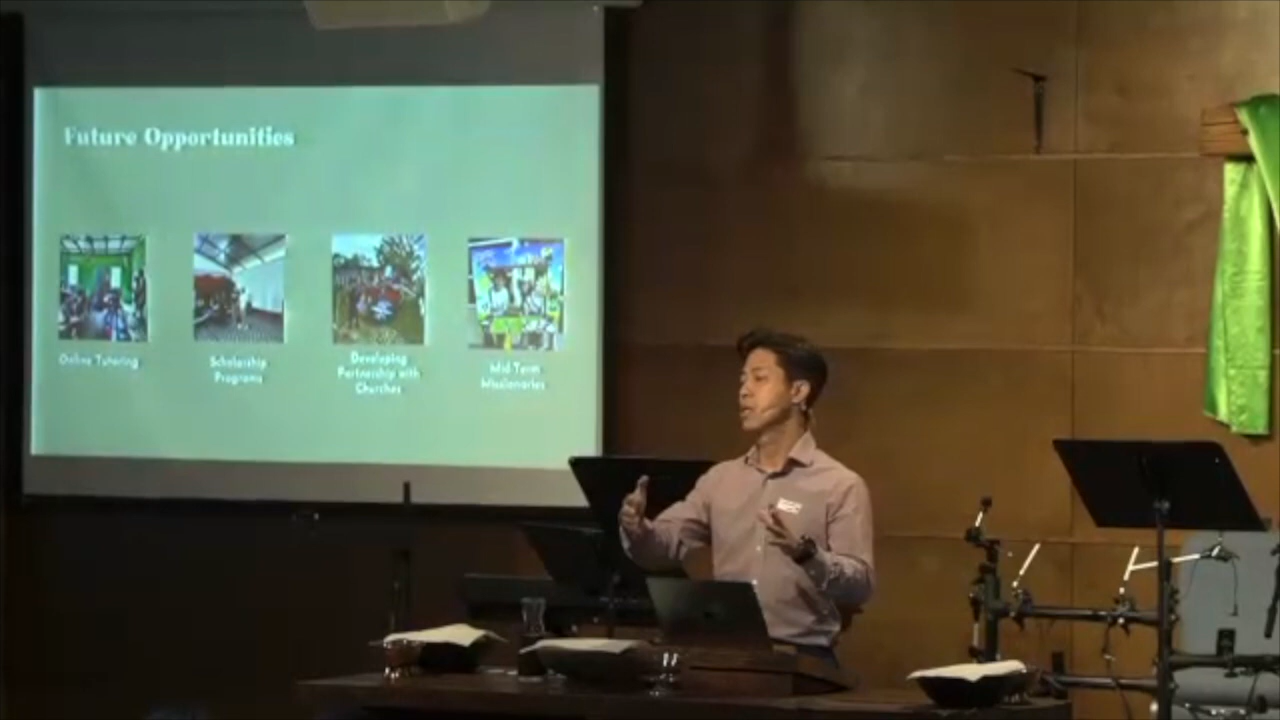 Future Opportunities
Online Tutoring
Scholarship
Programs
Developing
Partnership with
Churches
Mid Term
Missionaries